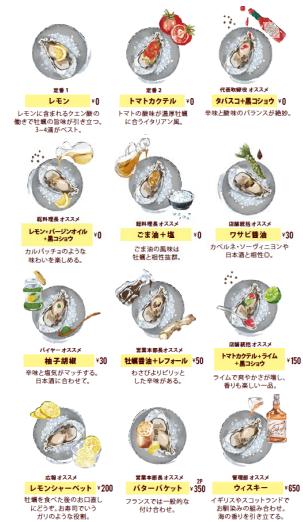 定番 1
レモン ¥0
レモンに含まれるクエン酸の
働きで牡蠣の旨味が引き立つ。
3~4滴がベスト。
定番 2
トマトカクテル ¥0
トマトの酸味が濃厚牡蠣
に合うイタリアン風。
代表取締役 オススメ
タバスコ+黒コショウ ¥0
辛味と酸味のバランスが絶妙。
総料理長 オススメ
レモン・バージンオイル
+黒コショウ ¥0
カルパッチョのような
味わいを楽しめる。
総料理長 オススメ
ごま油+塩 ¥0
ごま油の風味は
牡蠣と相性抜群。
店舗統括 オススメ
ワサビ醤油 ¥30
カベルネ・ソーヴィニヨンや
日本酒と相性◎。
バイヤー オススメ
柚子胡椒 ¥30
辛味と塩気がマッチする。
日本酒に合わせて。
営業本部長オススメ
牡蠣醤油+レフォール ¥50
わさびよりピリッと
した辛味がある。
店舗統括 オススメ
トマトカクテル+ライム
+黒コショウ ¥150
ライムで爽やかさが増し、
香りも楽しい一品。
広報 オススメ
レモンシャーベット ¥200
牡蠣を食べた後のお口直し
にどうぞ。お寿司でいう
ガリのような役割。
営業本部長オススメ
バターバケット 2P ¥350
フランスでは一般的な
付け合わせ。
管理部 オススメ
ウィスキー ¥650
イギリスやスコットランドで
お馴染みの組み合わせ。
海の香りを引き立てる。